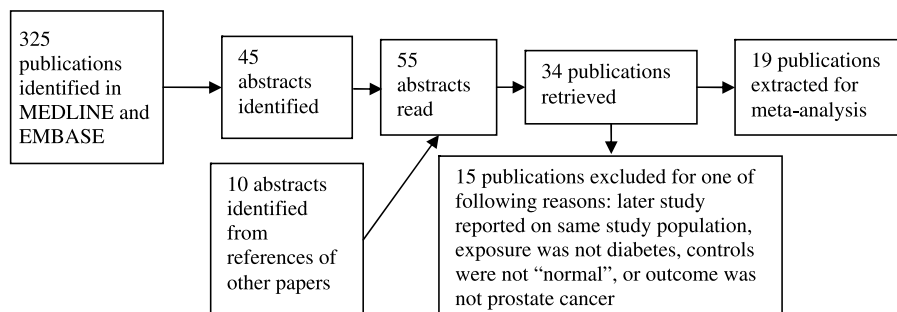 325
publications
identified in
MEDLINE and
EMBASE
45
abstracts
identified
55
abstracts
read
34 publications
retrieved
19 publications
extracted for
meta-analysis
10 abstracts
identified
from
references of
other papers
15 publications excluded for one of
following reasons: later study
reported on same study population,
exposure was not diabetes, controls
were not “normal”, or outcome was
not prostate cancer